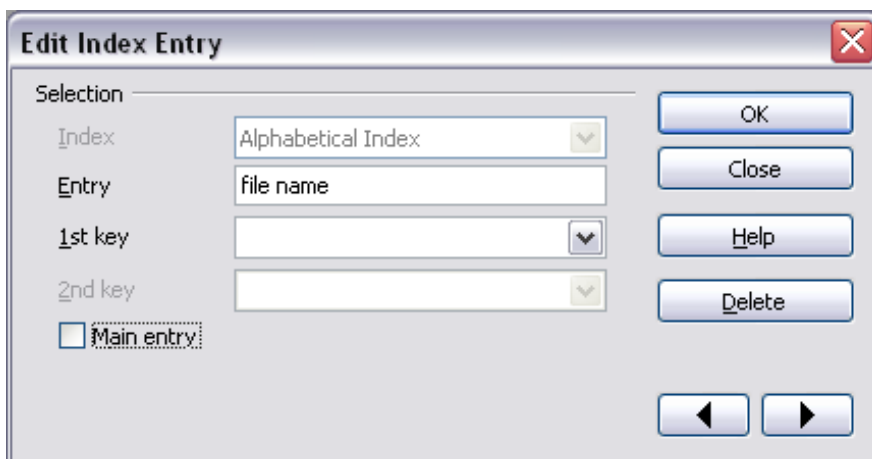 Edit Index Entry
Selection
Index
Alphabetical Index
OK
Entry
file name
Close
1st key
Help
2nd key
Delete
Main entry